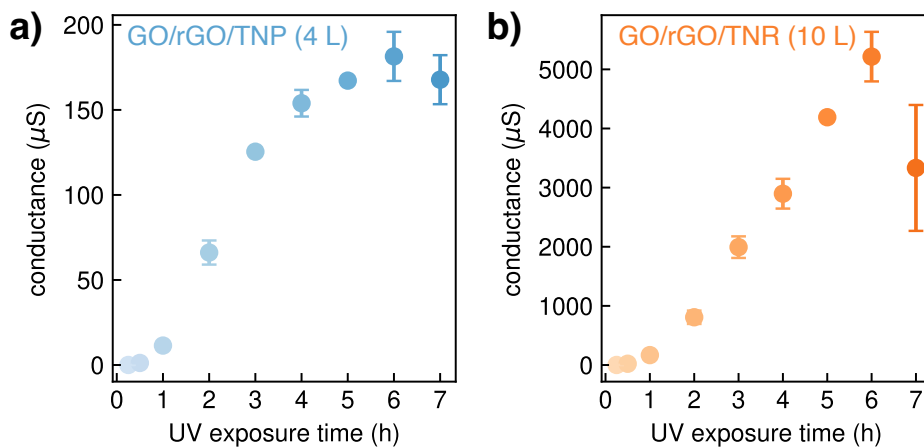 a)
GO/rGO/TNP (4 L)
conductance (µS)
200
150
100
50
0
0 1 2 3 4 5 6 7
UV exposure time (h)
b)
GO/rGO/TNR (10 L)
conductance (µS)
5000
4000
3000
2000
1000
0
0 1 2 3 4 5 6 7
UV exposure time (h)